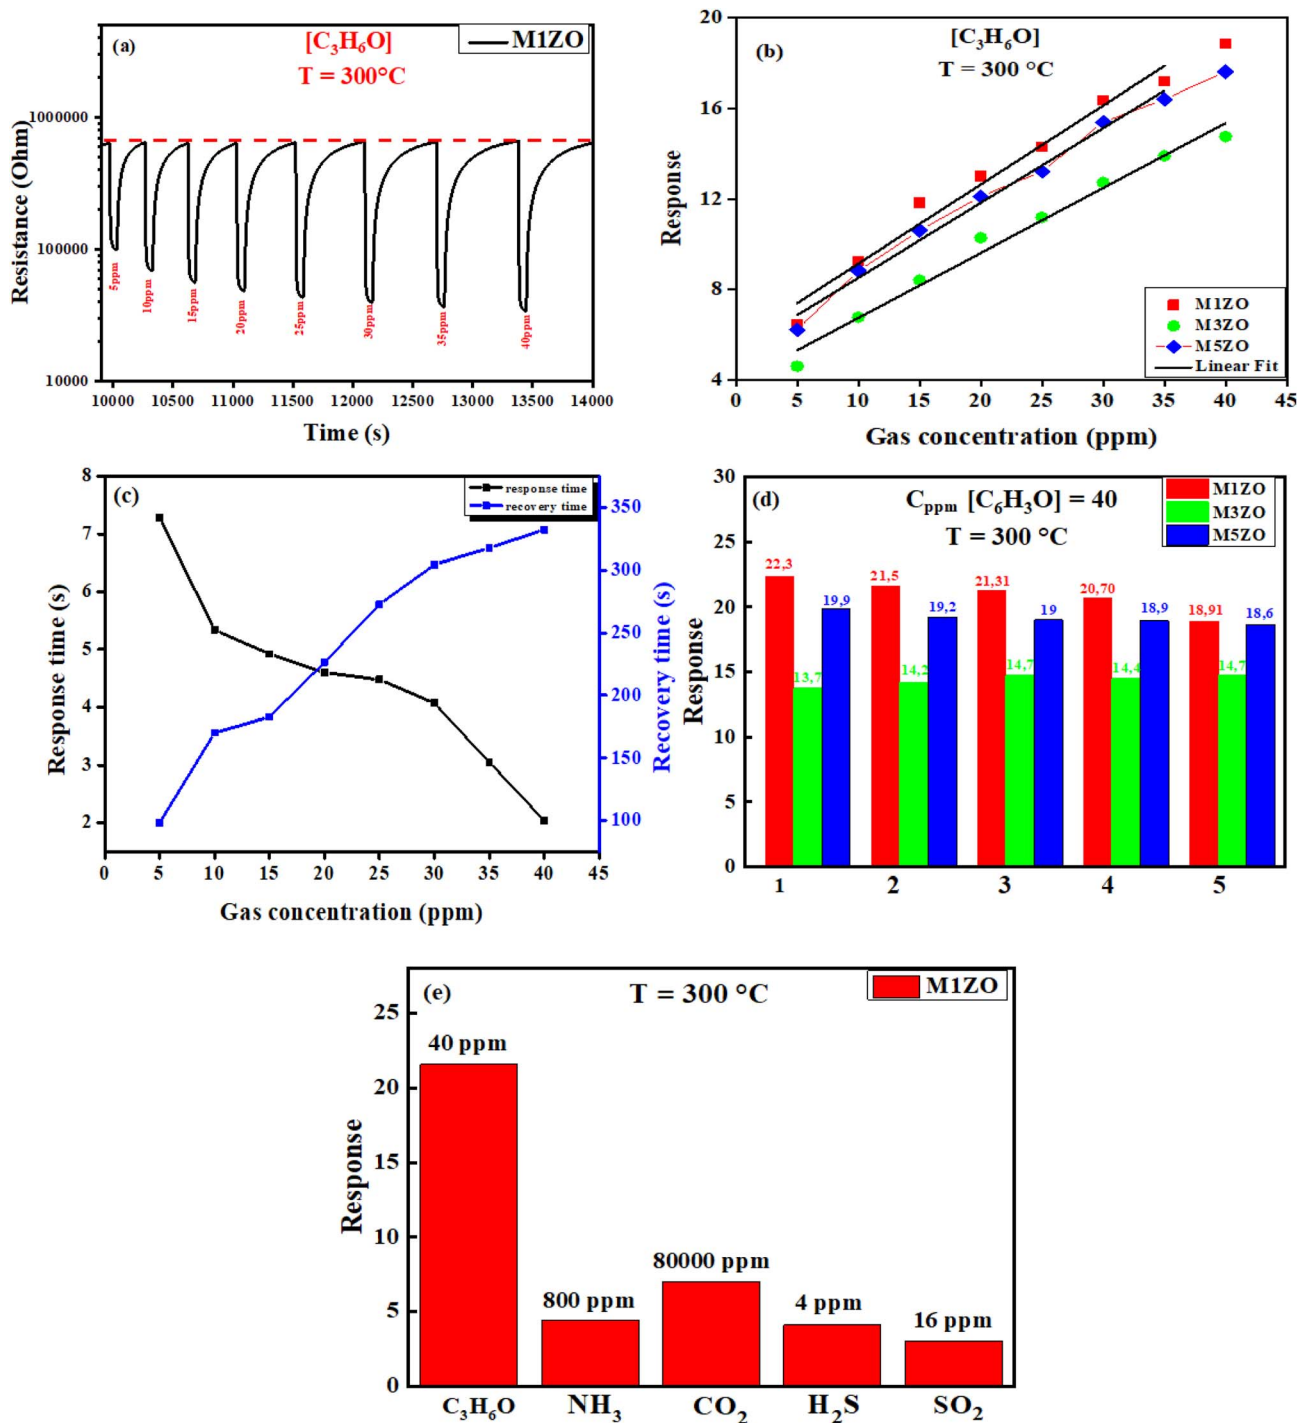 (a)
[C₃H₆O]
T = 300°C
M1ZO
Resistance (Ohm)
1000000
100000
10000
5ppm
10ppm
15ppm
20ppm
25ppm
30ppm
35ppm
40ppm
10000 10500 11000 11500 12000 12500 13000 13500 14000
Time (s)
(b)
[C₃H₆O]
T = 300 °C
Response
20
16
12
8
4
M1ZO
M3ZO
M5ZO
Linear Fit
0 5 10 15 20 25 30 35 40 45
Gas concentration (ppm)
(c)
response time
recovery time
Response time (s)
8
7
6
5
4
3
2
Recovery time (s)
350
300
250
200
150
100
0 5 10 15 20 25 30 35 40 45
Gas concentration (ppm)
(d)
Cppm [C₆H₃O] = 40
T = 300 °C
M1ZO
M3ZO
M5ZO
Response
30
25
20
15
10
5
0
22,3 13,7 19,9
21,5 14,2 19,2
21,31 14,7 19
20,70 14,4 18,9
18,91 14,7 18,6
1 2 3 4 5
(e)
T = 300 °C
M1ZO
Response
25
20
15
10
5
0
40 ppm
800 ppm
80000 ppm
4 ppm
16 ppm
C₃H₆O NH₃ CO₂ H₂S SO₂